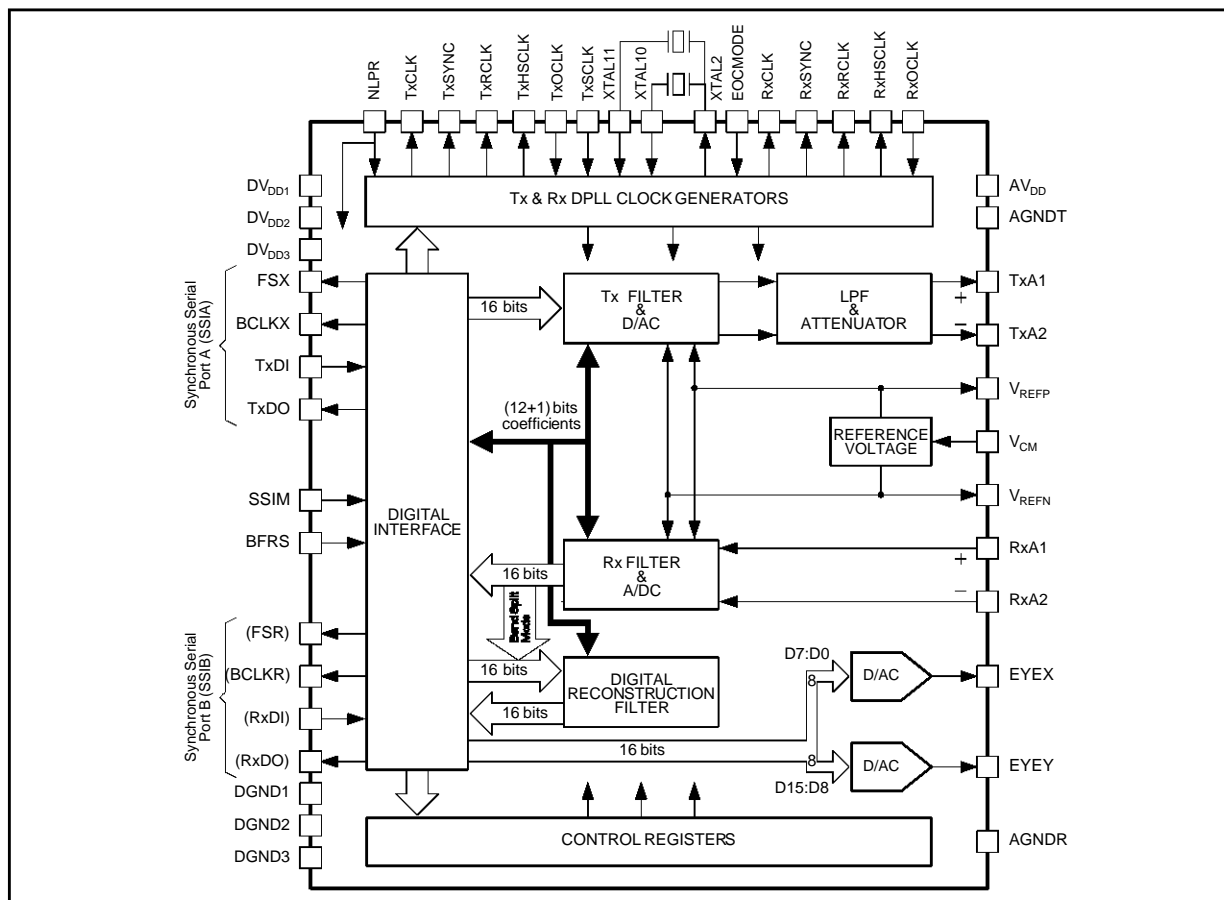 NLPR
TxCLK
TxSYNC
TxRCLK
TxHSCLK
TxOCLK
TxSCLK
XTAL11
XTAL10
XTAL2
EOCMODE
RxCLK
RxSYNC
RxRCLK
RxHSCLK
RxOCLK
DVDD1
DVDD2
DVDD3
FSX
BCLKX
TxDI
TxDO
Synchronous Serial
Port A (SSIA)
SSIM
BFRS
(FSR)
(BCLKR)
(RxDI)
(RxDO)
Synchronous Serial
Port B (SSIB)
DGND1
DGND2
DGND3
Tx & Rx DPLL CLOCK GENERATORS
DIGITAL
INTERFACE
16 bits
Tx FILTER
&
D/AC
LPF
&
ATTENUATOR
(12+1) bits
coefficients
REFERENCE
VOLTAGE
16 bits
Rx FILTER
&
A/DC
Band Split
Mode
16 bits
DIGITAL
RECONSTRUCTION
FILTER
16 bits
16 bits
D7:D0
8
D/AC
8
D15:D8
D/AC
CONTROL REGISTERS
AVDD
AGNDT
TxA1
+
−
TxA2
VREFP
VCM
VREFN
RxA1
+
−
RxA2
EYEX
EYEY
AGNDR